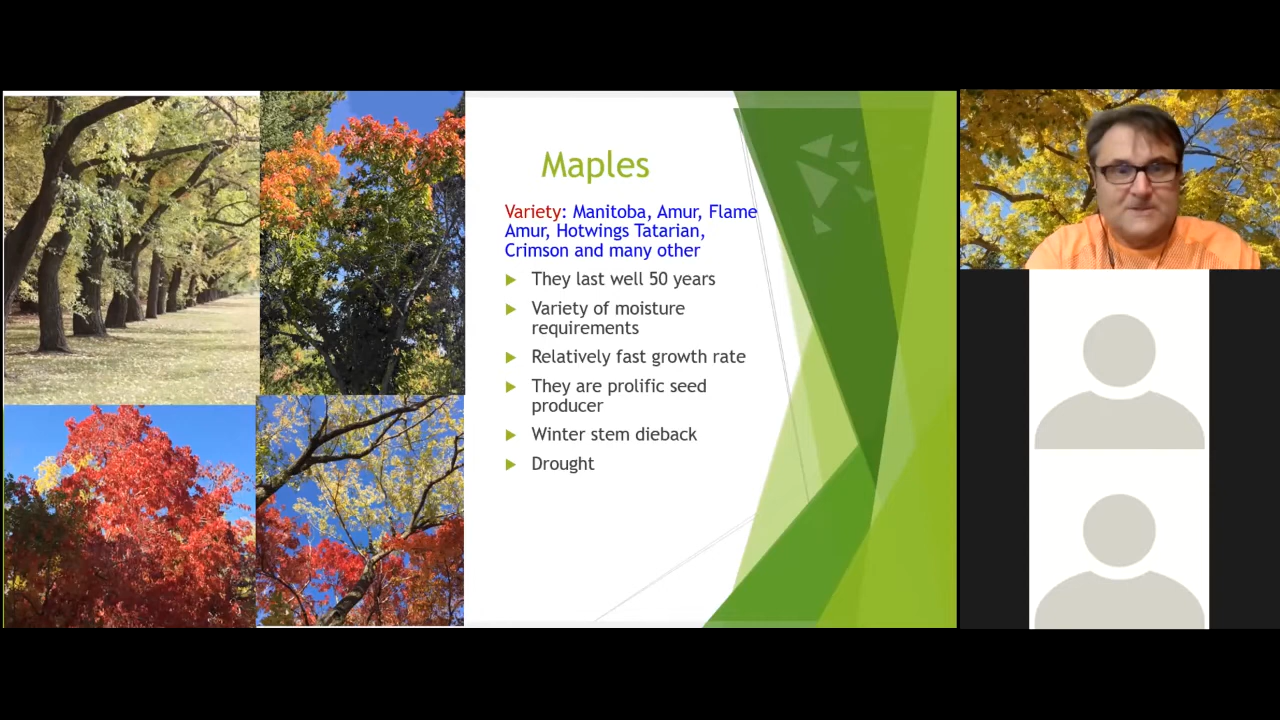 Maples
Variety: Manitoba, Amur, Flame
Amur, Hotwings Tatarian,
Crimson and many other
They last well 50 years
Variety of moisture
requirements
Relatively fast growth rate
They are prolific seed
producer
Winter stem dieback
Drought